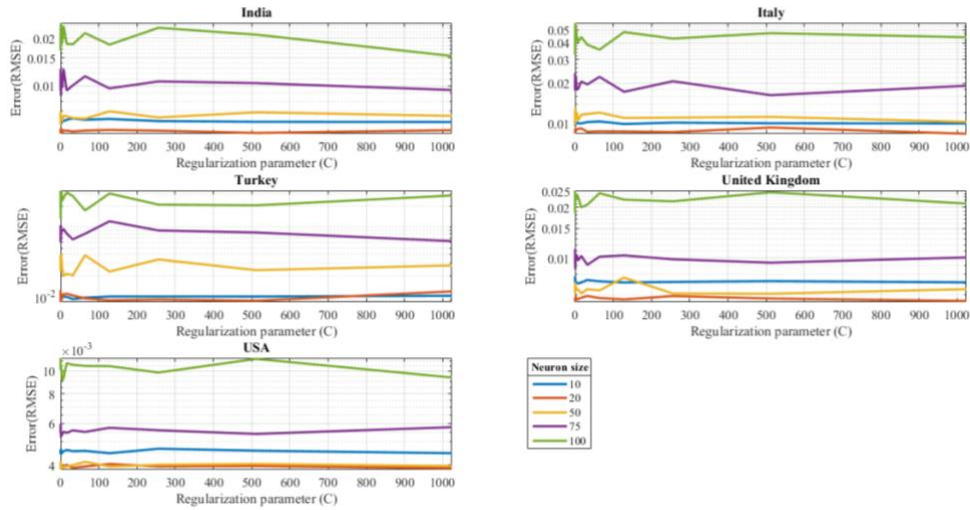 India
Error(RMSE)
0.02
0.015
0.01
0 100 200 300 400 500 600 700 800 900 1000
Regularization parameter (C)
Italy
Error(RMSE)
0.05
0.04
0.03
0.02
0.01
0 100 200 300 400 500 600 700 800 900 1000
Regularization parameter (C)
Turkey
Error(RMSE)
10-2
0 100 200 300 400 500 600 700 800 900 1000
Regularization parameter (C)
United Kingdom
Error(RMSE)
0.025
0.02
0.015
0.01
0 100 200 300 400 500 600 700 800 900 1000
Regularization parameter (C)
USA
×10-3
Error(RMSE)
10
8
6
4
0 100 200 300 400 500 600 700 800 900 1000
Regularization parameter (C)
Neuron size
10
20
50
75
100